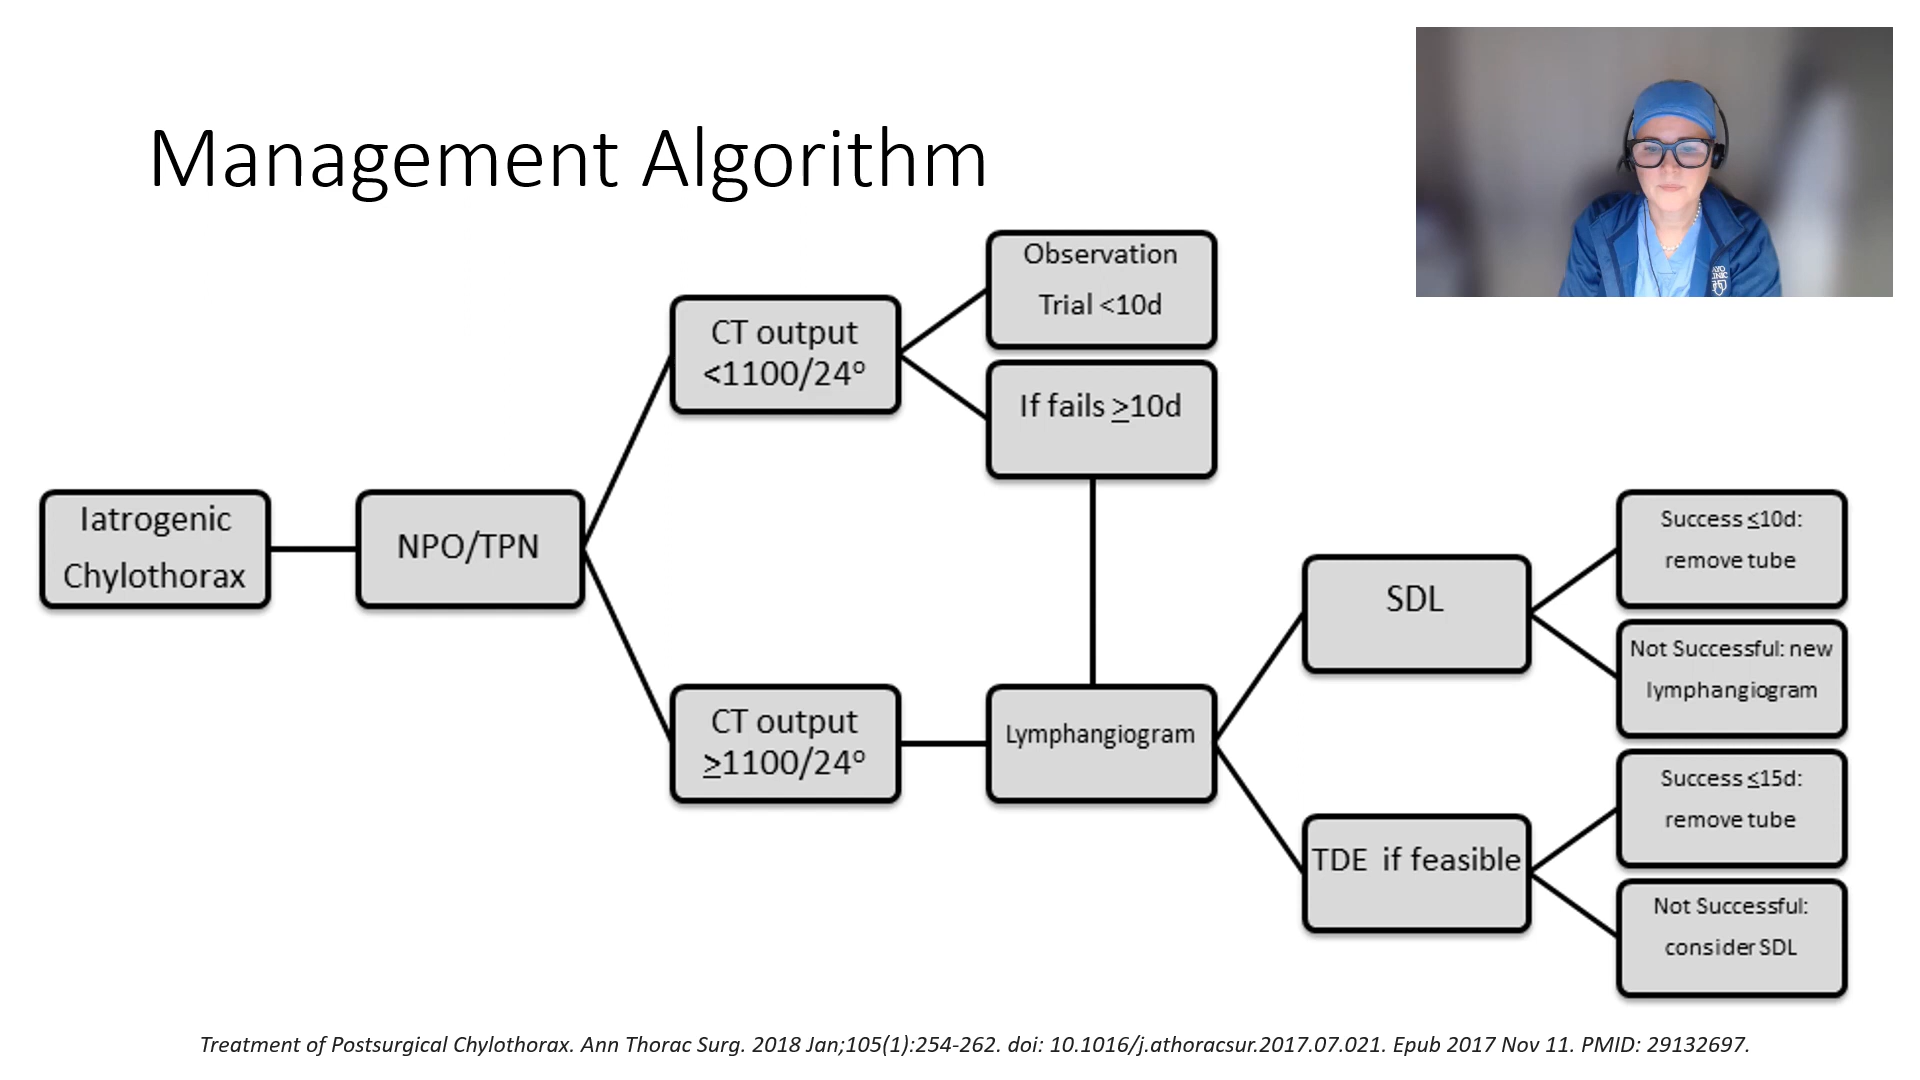 Management Algorithm
Observation
Trial <10d
CT output
<1100/24º
If fails ≥10d
Iatrogenic
Chylothorax
NPO/TPN
CT output
≥1100/24º
Lymphangiogram
SDL
Success ≤10d:
remove tube
Not Successful: new
lymphangiogram
TDE if feasible
Success ≤15d:
remove tube
Not Successful:
consider SDL
Treatment of Postsurgical Chylothorax. Ann Thorac Surg. 2018 Jan;105(1):254-262. doi: 10.1016/j.athoracsur.2017.07.021. Epub 2017 Nov 11. PMID: 29132697.